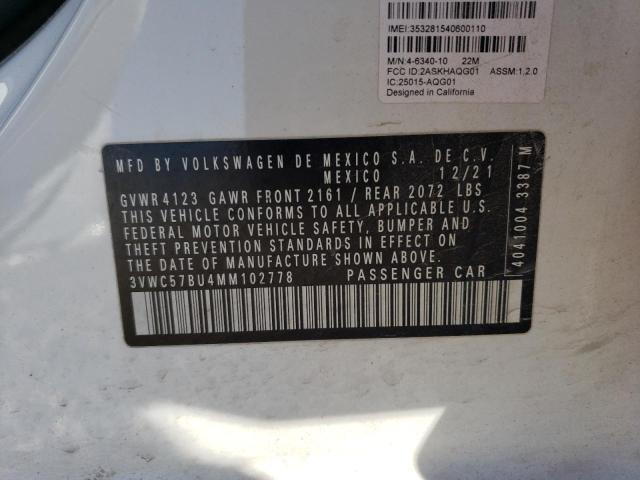 IMEI:353281540600110
M/N:4-6340-10 22M
FCC ID:2ASKHAQG01 ASSM:1.2.0
IC:25015-AQG01
Designed in California
MFD BY VOLKSWAGEN DE MEXICO S.A. DE C.V.
MEXICO 12/21
GVWR 4123 GAWR FRONT 2161 / REAR 2072 LBS
THIS VEHICLE CONFORMS TO ALL APPLICABLE U.S.
FEDERAL MOTOR VEHICLE SAFETY, BUMPER AND
THEFT PREVENTION STANDARDS IN EFFECT ON
THE DATE OF MANUFACTURE SHOWN ABOVE.
3VWC57BU4MM102778 PASSENGER CAR
4041004 3387 M